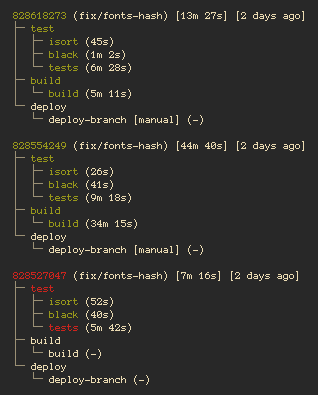 828618273 (fix/fonts-hash) [13m 27s] [2 days ago]
test
isort (45s)
black (1m 2s)
tests (6m 28s)
build
build (5m 11s)
deploy
deploy-branch [manual] (-)
828554249 (fix/fonts-hash) [44m 40s] [2 days ago]
test
isort (26s)
black (41s)
tests (9m 18s)
build
build (34m 15s)
deploy
deploy-branch [manual] (-)
828527047 (fix/fonts-hash) [7m 16s] [2 days ago]
test
isort (52s)
black (40s)
tests (5m 42s)
build
build (-)
deploy
deploy-branch (-)